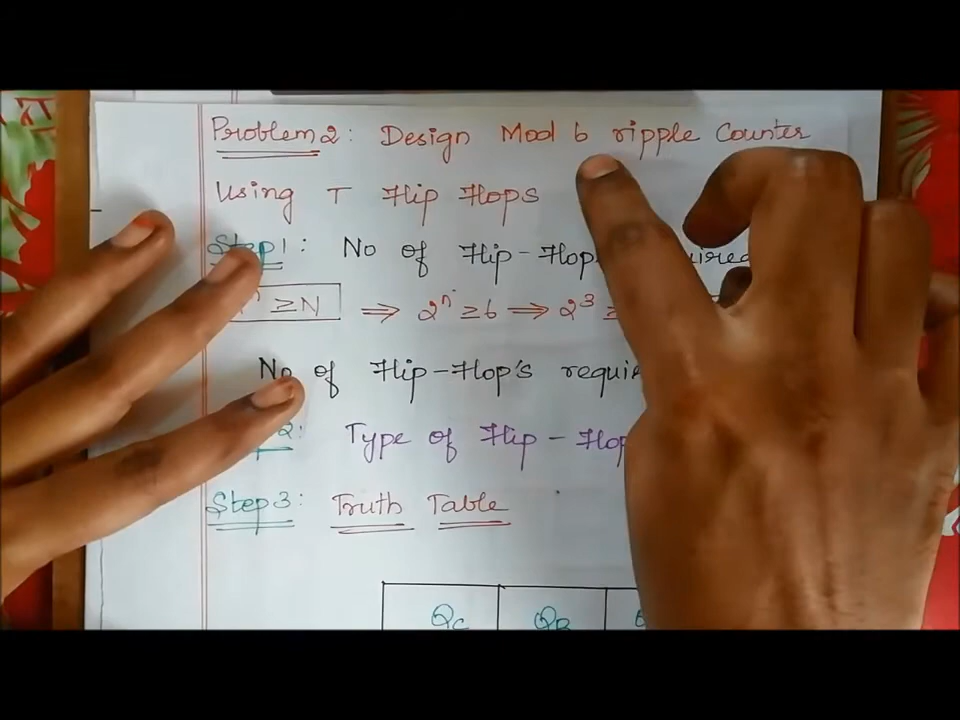 Problem 2: Design Mod 6 ripple Counter
Using T Flip Flops
Step 1: No of Flip-Flop
≥N ⟹ 2ⁿ ≥6 ⟹ 2³ ≥
No of Flip-Flop's
2: Type of Flip-Flop
Step 3: Truth Table
Qc QB